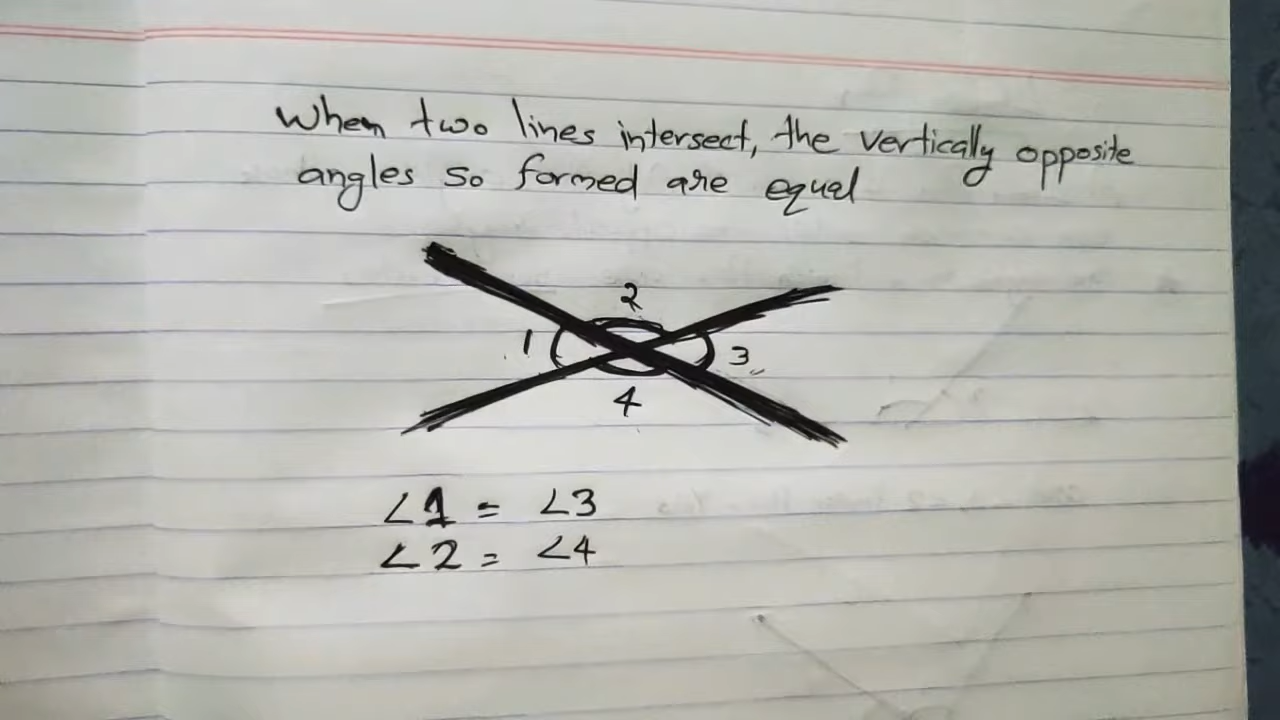 When two lines intersect, the vertically opposite
angles so formed are equal
2
1
3
4
∠1 = ∠3
∠2 = ∠4